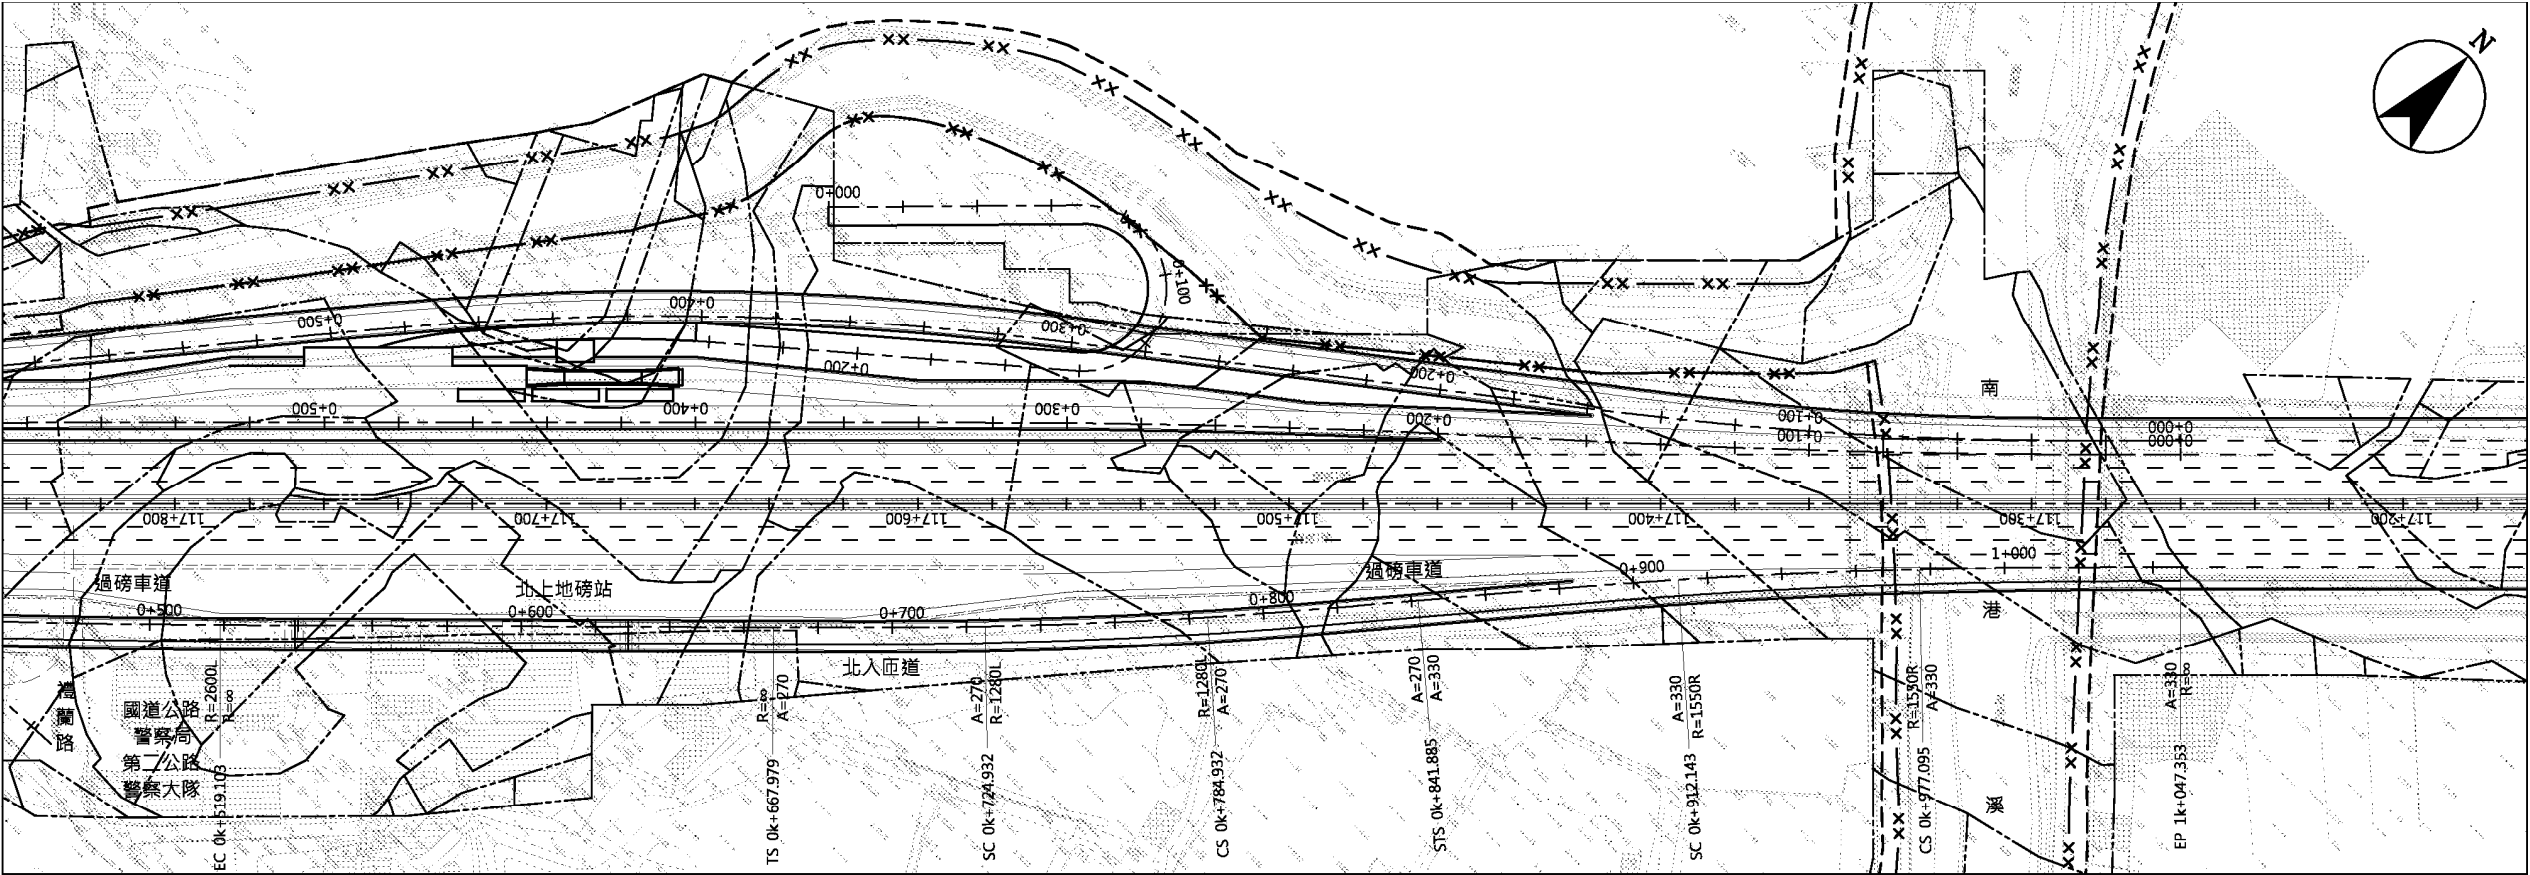 N
0+000
0+100
0+500
0+400
0+300
0+200
0+200
0+500
0+400
0+300
0+200
0+100
0+100
0+000
0+000
南
港
溪
117+800
117+700
117+600
117+500
117+400
117+300
117+200
過磅車道
北上地磅站
過磅車道
0+500
0+600
0+700
0+800
0+900
1+000
北入匝道
禮蘭路
國道公路
警察局
第二公路
警察大隊
R=2600L
R=∞
EC 0k+519.103
R=∞
A=270
TS 0k+667.979
A=270
R=1280L
SC 0k+724.932
R=1280L
A=270
CS 0k+784.932
A=270
A=330
STS 0k+841.885
A=330
R=1550R
SC 0k+912.143
R=1550R
A=330
CS 0k+977.095
A=330
R=∞
EP 1k+047.353